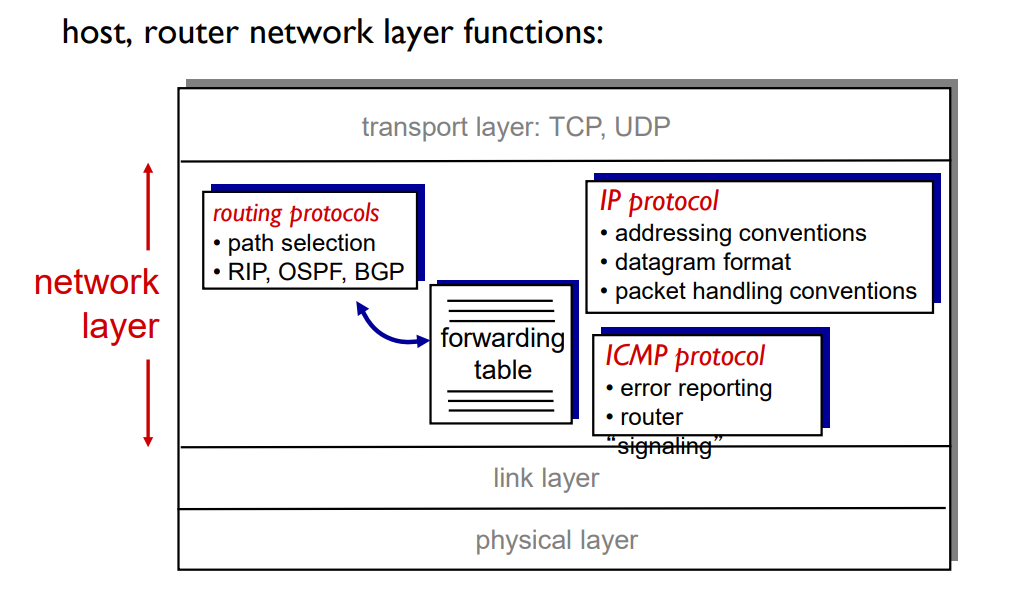 host, router network layer functions:
transport layer: TCP, UDP
network
layer
routing protocols
• path selection
• RIP, OSPF, BGP
forwarding
table
IP protocol
• addressing conventions
• datagram format
• packet handling conventions
ICMP protocol
• error reporting
• router
“signaling”
link layer
physical layer